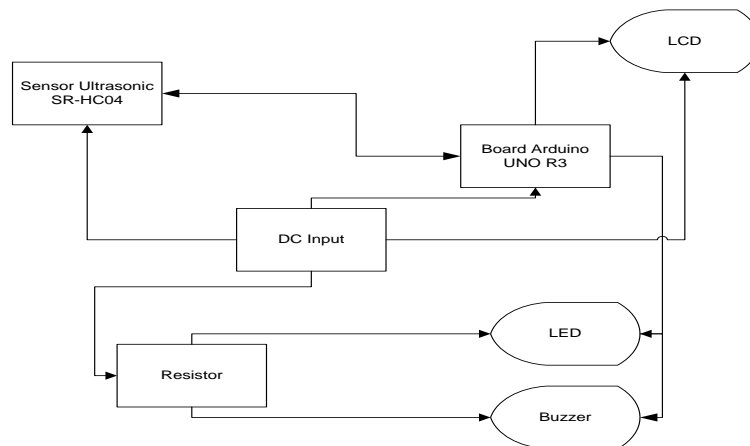 LCD
Sensor Ultrasonic
SR-HC04
Board Arduino
UNO R3
DC Input
LED
Resistor
Buzzer